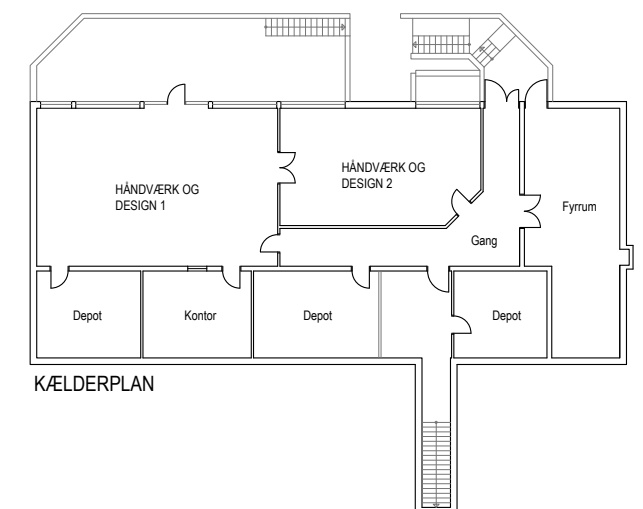 HÅNDVÆRK OG
DESIGN 1
HÅNDVÆRK OG
DESIGN 2
Fyrrum
Gang
Depot
Kontor
Depot
Depot
KÆLDERPLAN